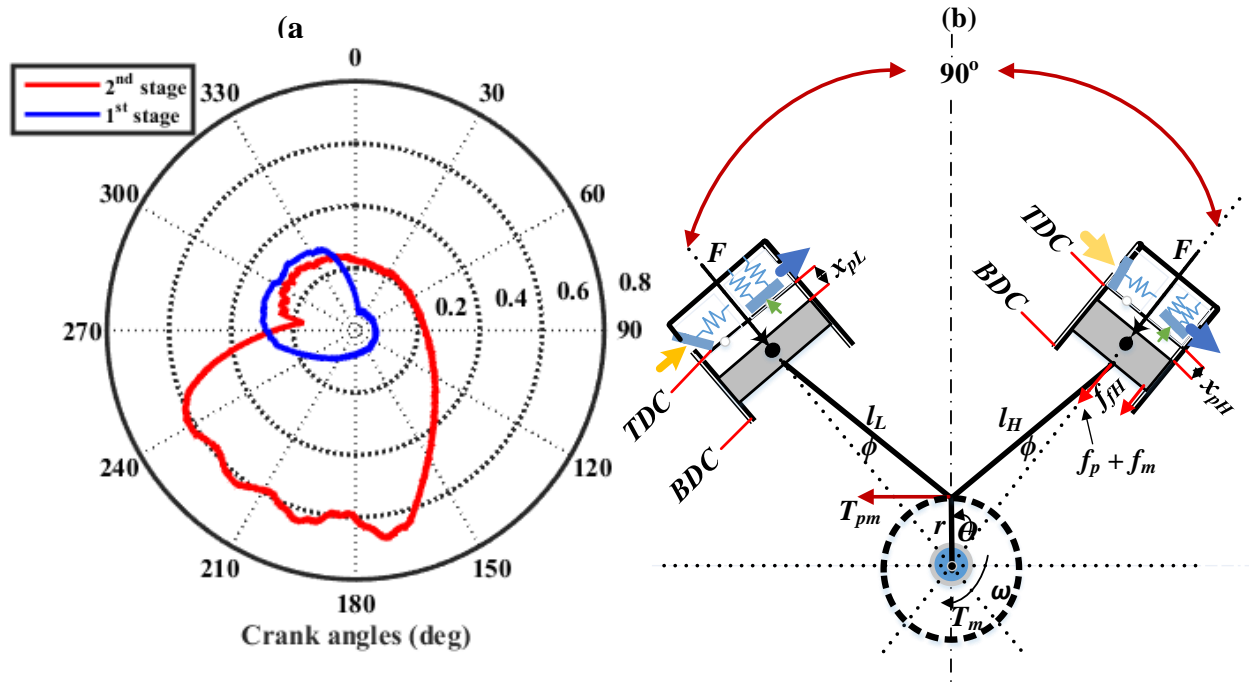 (a
2nd stage
1st stage
0
30
60
90
120
150
180
210
240
270
300
330
0.2
0.4
0.6
0.8
Crank angles (deg)
(b)
90o
TDC
BDC
F
xpL
TDC
BDC
F
xpH
ffH
fp + fm
lL
ϕ
lH
ϕ
Tpm
r
θ
ω
Tm